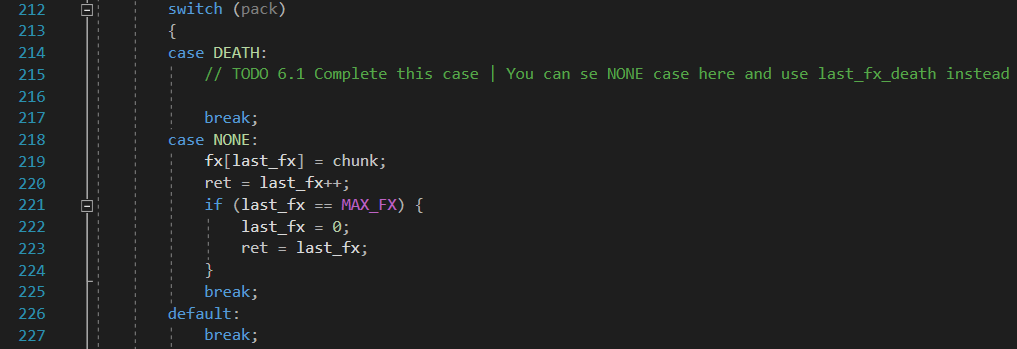 212 switch (pack)
213 {
214 case DEATH:
215 // TODO 6.1 Complete this case | You can se NONE case here and use last_fx_death instead
216
217 break;
218 case NONE:
219 fx[last_fx] = chunk;
220 ret = last_fx++;
221 if (last_fx == MAX_FX) {
222 last_fx = 0;
223 ret = last_fx;
224 }
225 break;
226 default:
227 break;